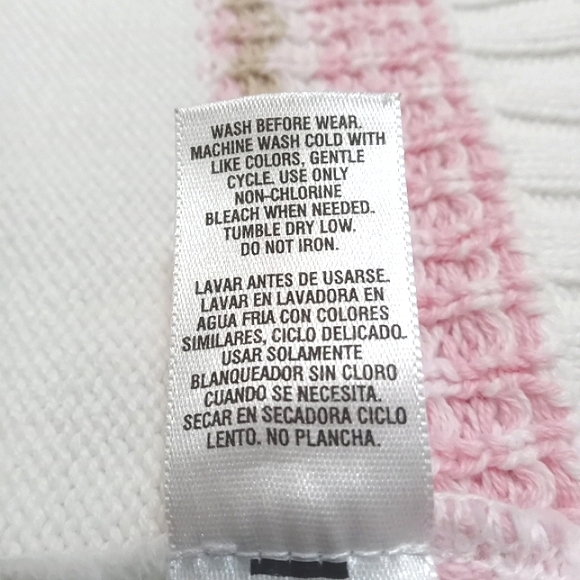 WASH BEFORE WEAR.
MACHINE WASH COLD WITH
LIKE COLORS, GENTLE
CYCLE. USE ONLY
NON-CHLORINE
BLEACH WHEN NEEDED.
TUMBLE DRY LOW.
DO NOT IRON.
LAVAR ANTES DE USARSE.
LAVAR EN LAVADORA EN
AGUA FRIA CON COLORES
SIMILARES, CICLO DELICADO.
USAR SOLAMENTE
BLANQUEADOR SIN CLORO
CUANDO SE NECESITA.
SECAR EN SECADORA CICLO
LENTO. NO PLANCHA.